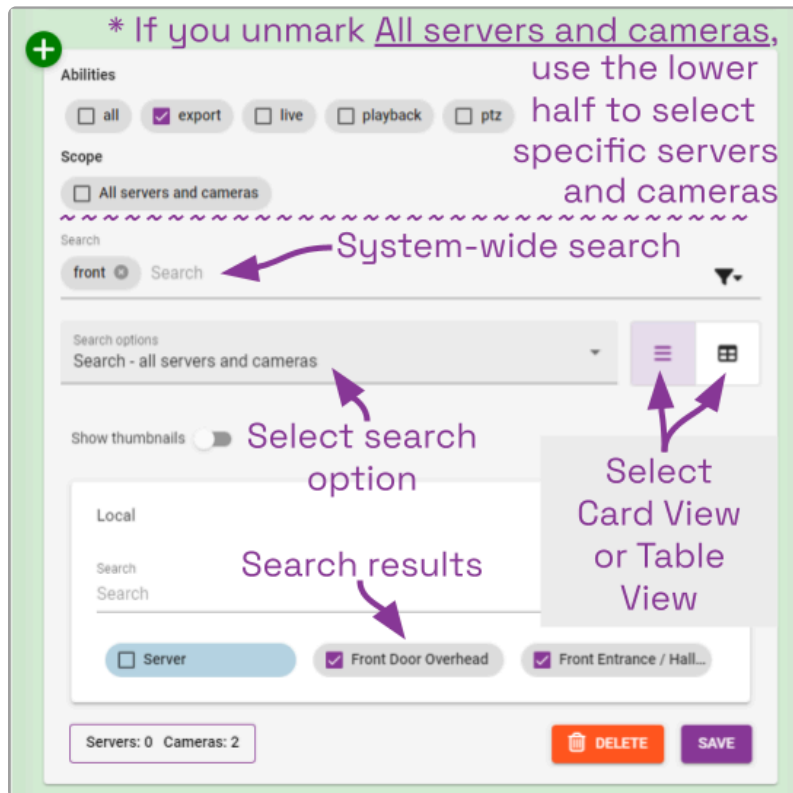 * If you unmark All servers and cameras,
use the lower
half to select
specific servers
and cameras
Abilities
all export live playback ptz
Scope
All servers and cameras
Search
front Search
System-wide search
Search options
Search - all servers and cameras
Show thumbnails
Select search
option
Select
Card View
or Table
View
Local
Search
Search
Search results
Server Front Door Overhead Front Entrance / Hall...
Servers: 0 Cameras: 2
DELETE SAVE